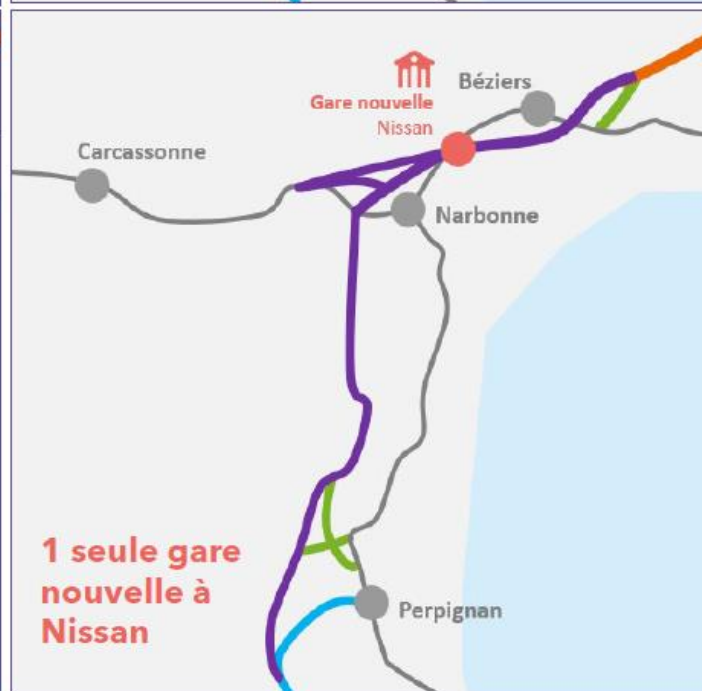 Gare nouvelle
Nissan
Béziers
Carcassonne
Narbonne
1 seule gare
nouvelle à
Nissan
Perpignan